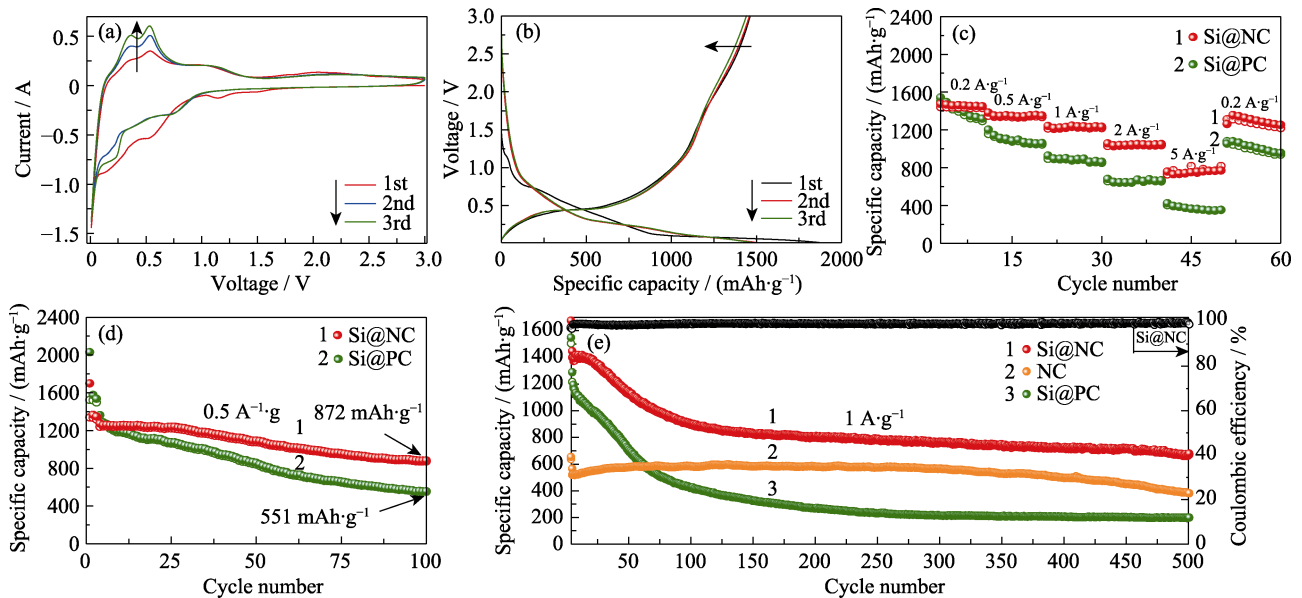 (a)
0.5
0
−0.5
−1.0
−1.5
Current / A
1st
2nd
3rd
0
0.5
1.0
1.5
2.0
2.5
3.0
Voltage / V
(b)
3.0
2.5
2.0
1.5
1.0
0.5
Voltage / V
1st
2nd
3rd
0
500
1000
1500
2000
Specific capacity / (mAh·g⁻¹)
(c)
2400
2000
1600
1200
800
400
0
Specific capacity / (mAh·g⁻¹)
1 Si@NC
2 Si@PC
0.2 A·g⁻¹
0.5 A·g⁻¹
1 A·g⁻¹
2 A·g⁻¹
5 A·g⁻¹
0.2 A·g⁻¹
1
2
15
30
45
60
Cycle number
(d)
2400
2000
1600
1200
800
400
0
Specific capacity / (mAh·g⁻¹)
1 Si@NC
2 Si@PC
0.5 A⁻¹·g
872 mAh·g⁻¹
1
2
551 mAh·g⁻¹
0
25
50
75
100
Cycle number
(e)
1600
1400
1200
1000
800
600
400
200
0
Specific capacity / (mAh·g⁻¹)
1 Si@NC
2 NC
3 Si@PC
Si@NC
1
1 A·g⁻¹
2
3
50
100
150
200
250
300
350
400
450
500
Cycle number
100
80
60
40
20
0
Coulombic efficiency / %